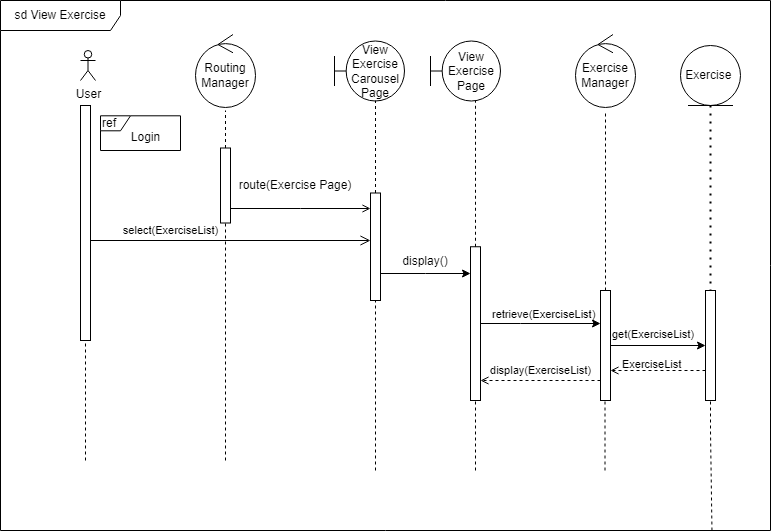 sd View Exercise
User
Routing
Manager
View
Exercise
Carousel
Page
View
Exercise
Page
Exercise
Manager
Exercise
ref
Login
route(Exercise Page)
select(ExerciseList)
display()
retrieve(ExerciseList)
get(ExerciseList)
ExerciseList
display(ExerciseList)